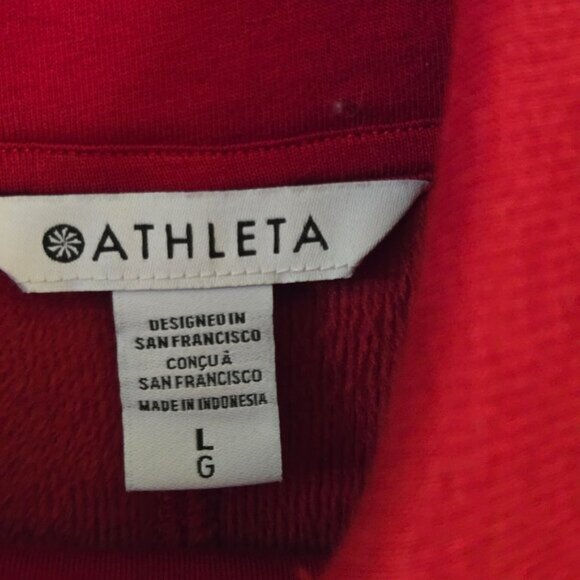 ATHLETA
DESIGNED IN
SAN FRANCISCO
CONÇU À
SAN FRANCISCO
MADE IN INDONESIA
L
G